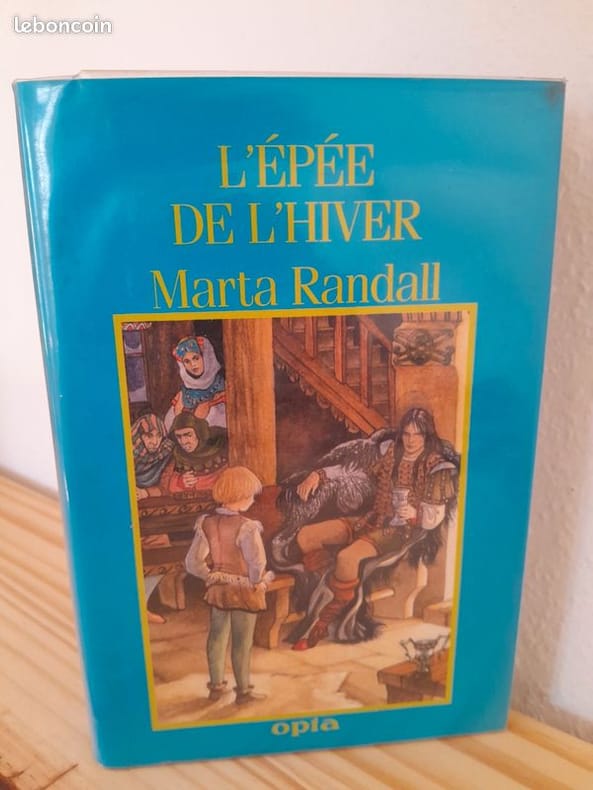 leboncoin
L'ÉPÉE
DE L'HIVER
Marta Randall
opta